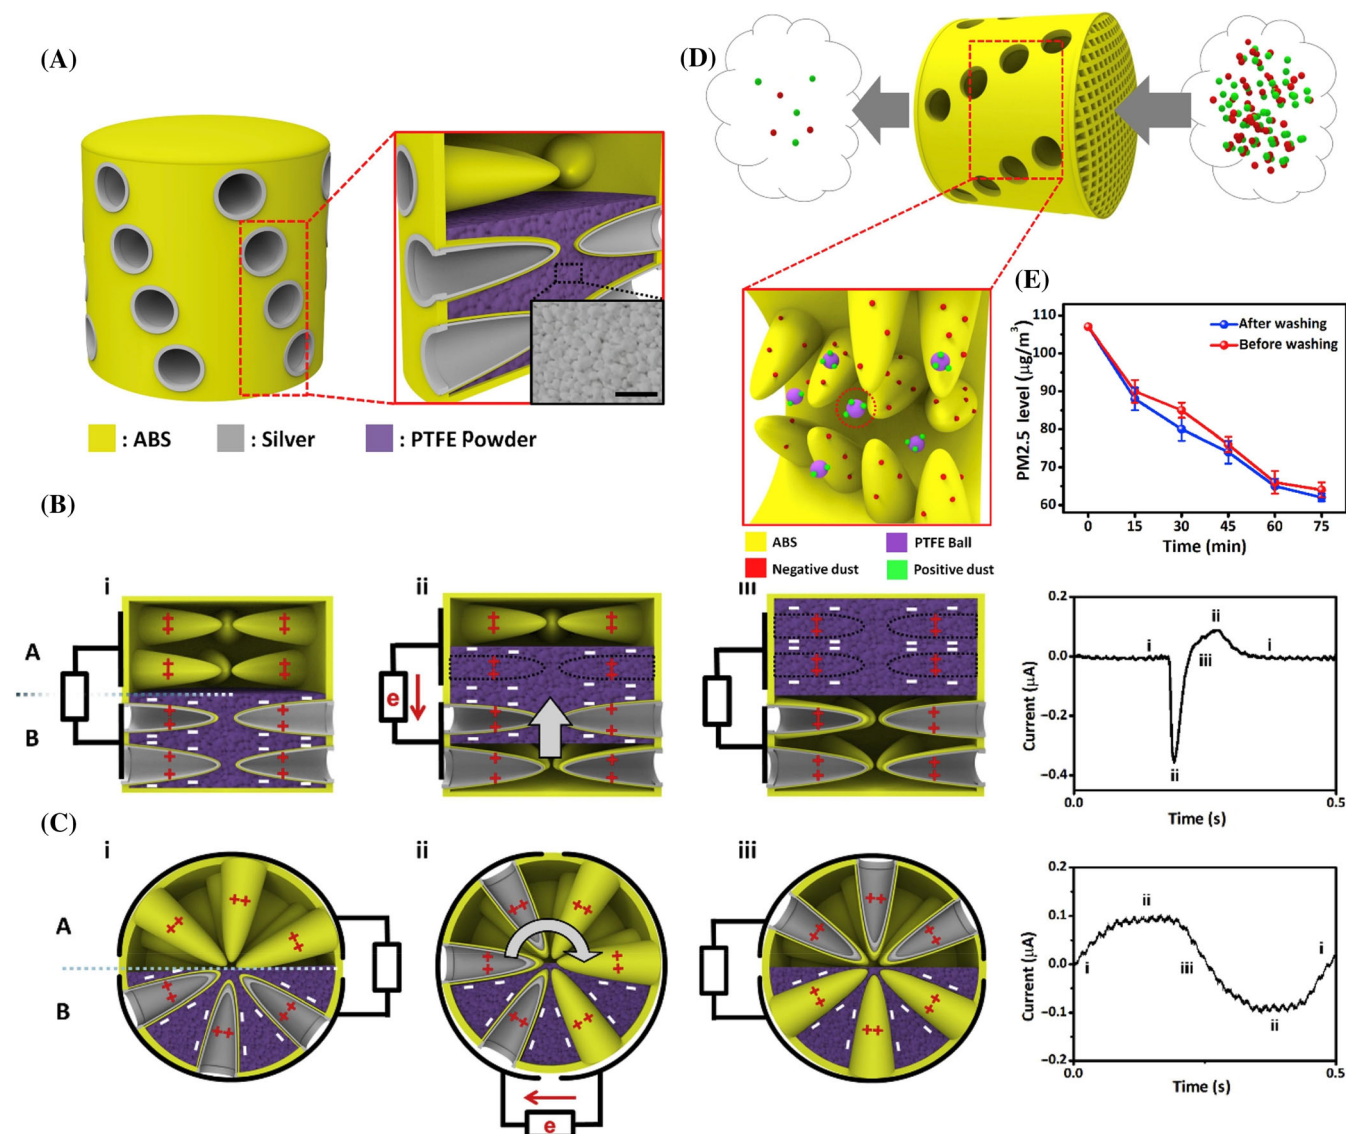 (A)
: ABS : Silver : PTFE Powder
(D)
ABS PTFE Ball
Negative dust Positive dust
(E)
110
100
90
80
70
60
PM2.5 level (µg/m³)
After washing
Before washing
0 15 30 45 60 75
Time (min)
(B)
i ii iii
A
B
e
0.2
0.0
−0.2
−0.4
Current (µA)
i ii iii ii i
0.0 0.5
Time (s)
(C)
i ii iii
A
B
e
0.2
0.1
0.0
−0.1
−0.2
Current (µA)
i ii iii ii i
0.0 0.5
Time (s)